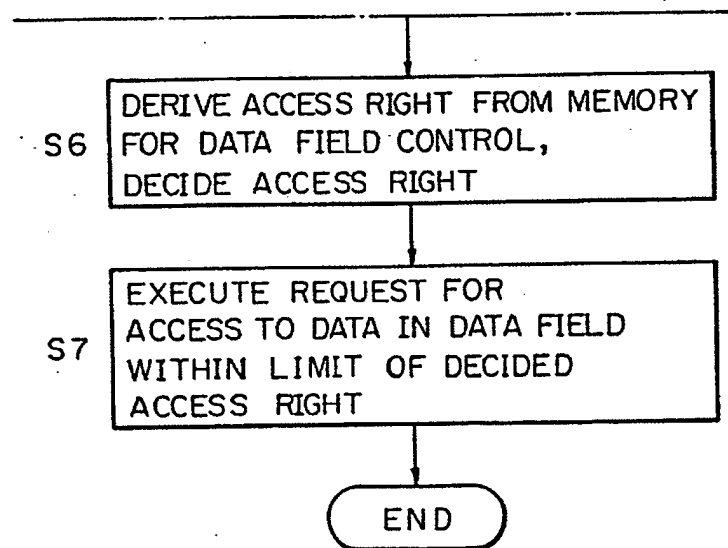 S6
DERIVE ACCESS RIGHT FROM MEMORY
FOR DATA FIELD CONTROL,
DECIDE ACCESS RIGHT
S7
EXECUTE REQUEST FOR
ACCESS TO DATA IN DATA FIELD
WITHIN LIMIT OF DECIDED
ACCESS RIGHT
END